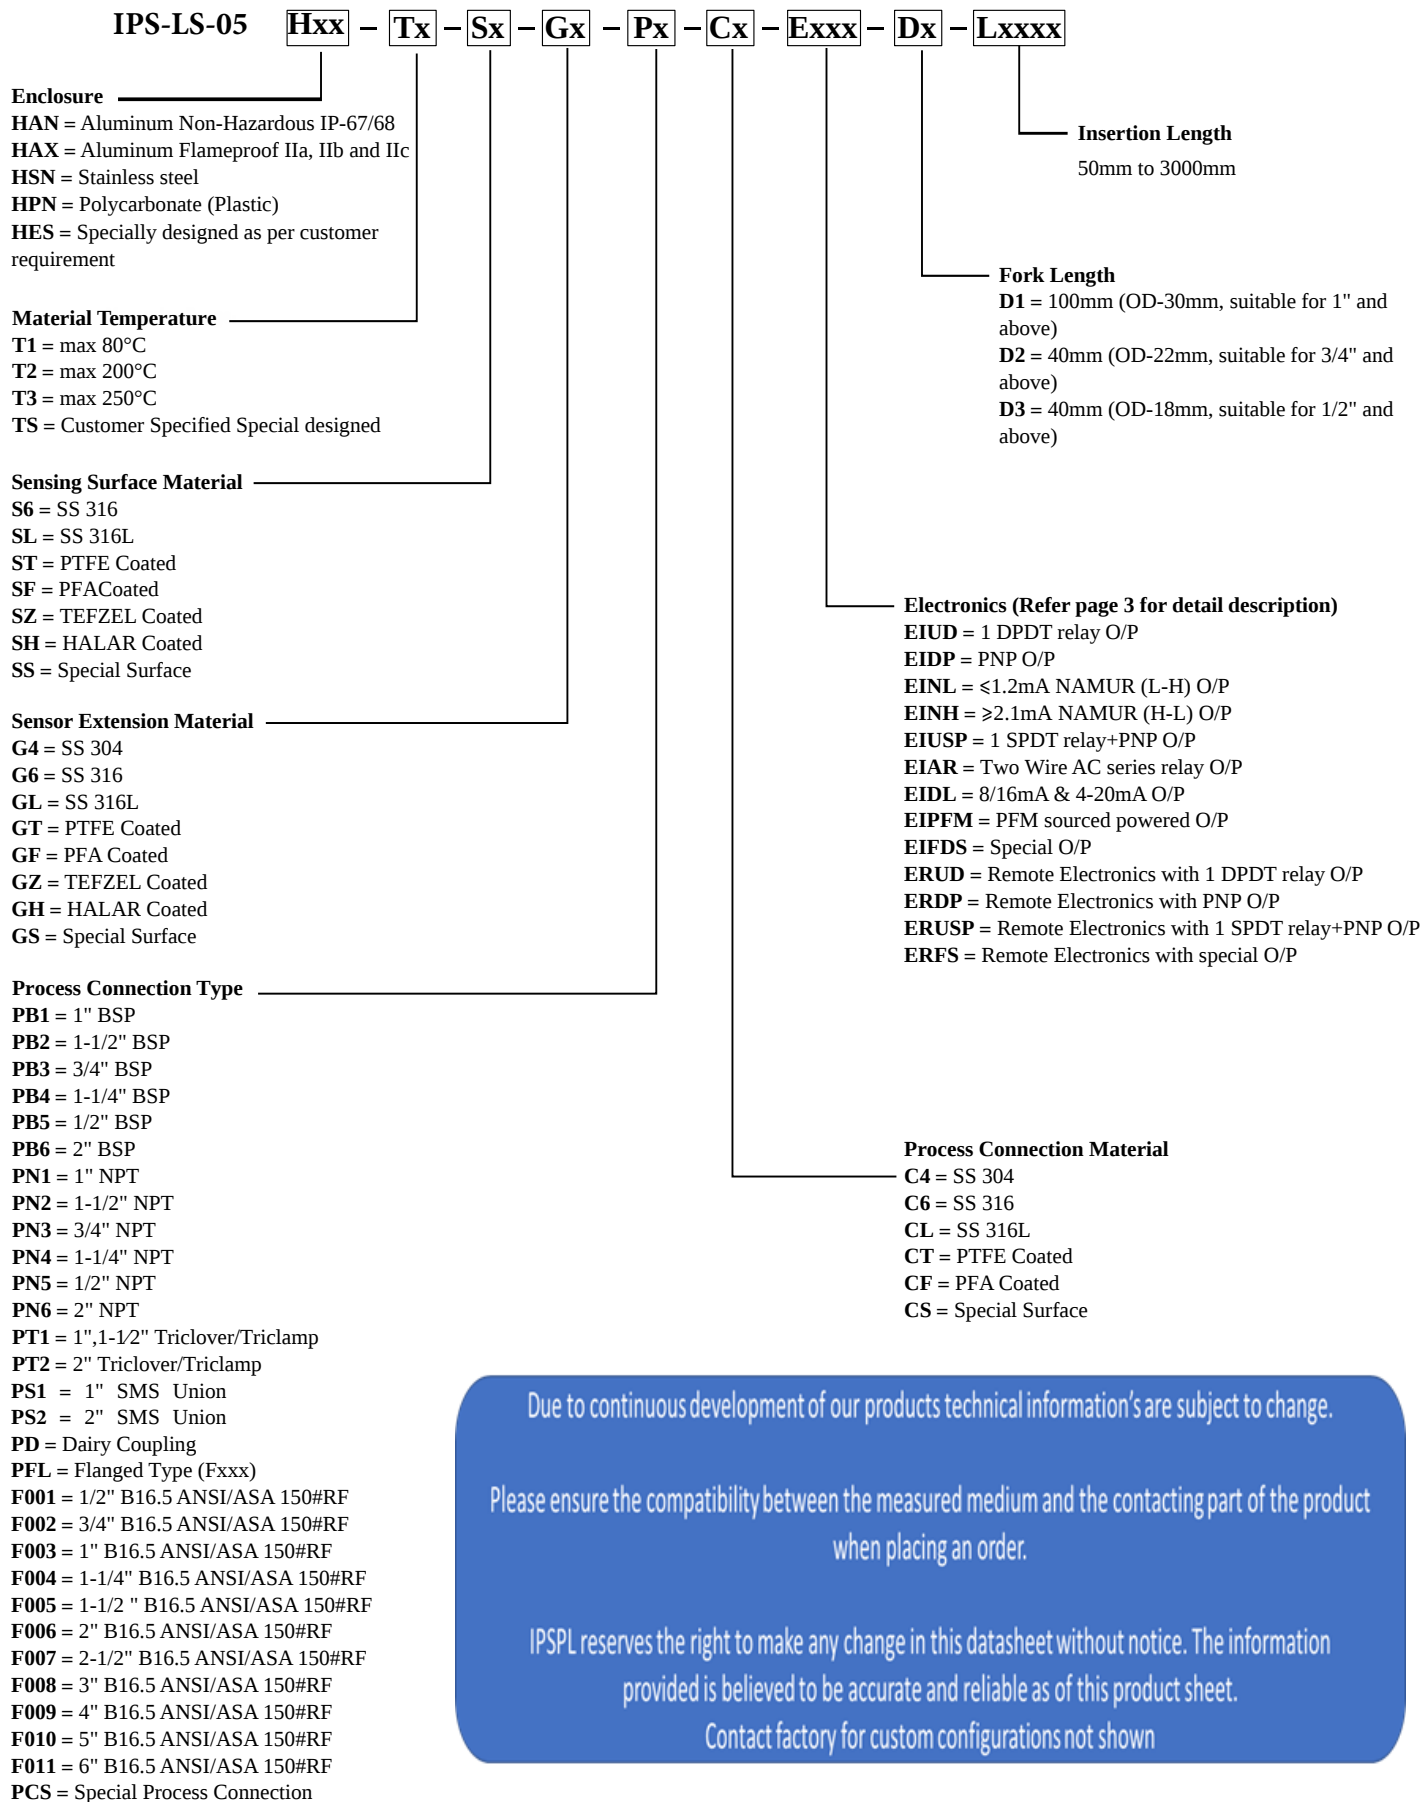 IPS-LS-05 Hxx – Tx – Sx – Gx – Px – Cx – Exxx – Dx – Lxxxx
Enclosure
HAN = Aluminum Non-Hazardous IP-67/68
HAX = Aluminum Flameproof IIa, IIb and IIc
HSN = Stainless steel
HPN = Polycarbonate (Plastic)
HES = Specially designed as per customer
requirement
Material Temperature
T1 = max 80°C
T2 = max 200°C
T3 = max 250°C
TS = Customer Specified Special designed
Sensing Surface Material
S6 = SS 316
SL = SS 316L
ST = PTFE Coated
SF = PFACoated
SZ = TEFZEL Coated
SH = HALAR Coated
SS = Special Surface
Sensor Extension Material
G4 = SS 304
G6 = SS 316
GL = SS 316L
GT = PTFE Coated
GF = PFA Coated
GZ = TEFZEL Coated
GH = HALAR Coated
GS = Special Surface
Process Connection Type
PB1 = 1" BSP
PB2 = 1-1/2" BSP
PB3 = 3/4" BSP
PB4 = 1-1/4" BSP
PB5 = 1/2" BSP
PB6 = 2" BSP
PN1 = 1" NPT
PN2 = 1-1/2" NPT
PN3 = 3/4" NPT
PN4 = 1-1/4" NPT
PN5 = 1/2" NPT
PN6 = 2" NPT
PT1 = 1",1-1⁄2" Triclover/Triclamp
PT2 = 2" Triclover/Triclamp
PS1 = 1" SMS Union
PS2 = 2" SMS Union
PD = Dairy Coupling
PFL = Flanged Type (Fxxx)
F001 = 1/2" B16.5 ANSI/ASA 150#RF
F002 = 3/4" B16.5 ANSI/ASA 150#RF
F003 = 1" B16.5 ANSI/ASA 150#RF
F004 = 1-1/4" B16.5 ANSI/ASA 150#RF
F005 = 1-1/2 " B16.5 ANSI/ASA 150#RF
F006 = 2" B16.5 ANSI/ASA 150#RF
F007 = 2-1/2" B16.5 ANSI/ASA 150#RF
F008 = 3" B16.5 ANSI/ASA 150#RF
F009 = 4" B16.5 ANSI/ASA 150#RF
F010 = 5" B16.5 ANSI/ASA 150#RF
F011 = 6" B16.5 ANSI/ASA 150#RF
PCS = Special Process Connection
Insertion Length
50mm to 3000mm
Fork Length
D1 = 100mm (OD-30mm, suitable for 1" and
above)
D2 = 40mm (OD-22mm, suitable for 3/4" and
above)
D3 = 40mm (OD-18mm, suitable for 1/2" and
above)
Electronics (Refer page 3 for detail description)
EIUD = 1 DPDT relay O/P
EIDP = PNP O/P
EINL = ⩽1.2mA NAMUR (L-H) O/P
EINH = ⩾2.1mA NAMUR (H-L) O/P
EIUSP = 1 SPDT relay+PNP O/P
EIAR = Two Wire AC series relay O/P
EIDL = 8/16mA & 4-20mA O/P
EIPFM = PFM sourced powered O/P
EIFDS = Special O/P
ERUD = Remote Electronics with 1 DPDT relay O/P
ERDP = Remote Electronics with PNP O/P
ERUSP = Remote Electronics with 1 SPDT relay+PNP O/P
ERFS = Remote Electronics with special O/P
Process Connection Material
C4 = SS 304
C6 = SS 316
CL = SS 316L
CT = PTFE Coated
CF = PFA Coated
CS = Special Surface
Due to continuous development of our products technical information's are subject to change.
Please ensure the compatibility between the measured medium and the contacting part of the product
when placing an order.
IPSPL reserves the right to make any change in this datasheet without notice. The information
provided is believed to be accurate and reliable as of this product sheet.
Contact factory for custom configurations not shown